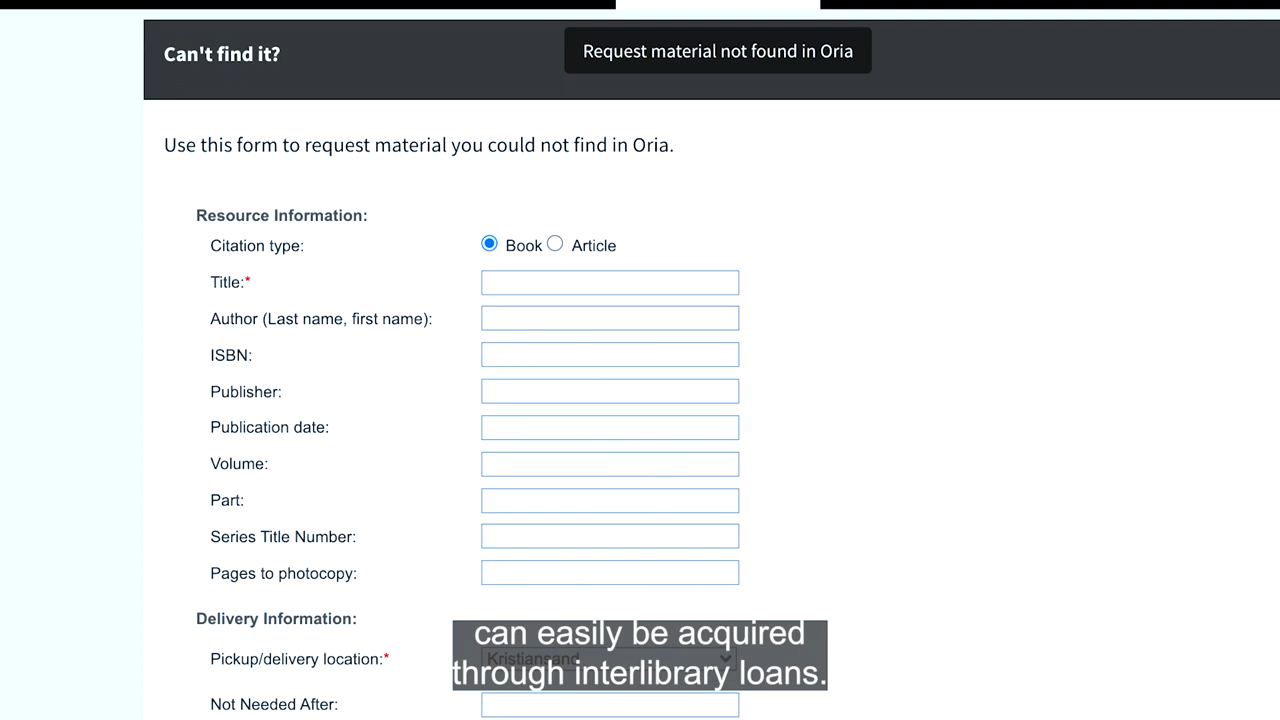 Can't find it?
Request material not found in Oria
Use this form to request material you could not find in Oria.
Resource Information:
Citation type:
Book
Article
Title:*
Author (Last name, first name):
ISBN:
Publisher:
Publication date:
Volume:
Part:
Series Title Number:
Pages to photocopy:
Delivery Information:
Pickup/delivery location:*
Kristiansand
can easily be acquired
through interlibrary loans.
Not Needed After: